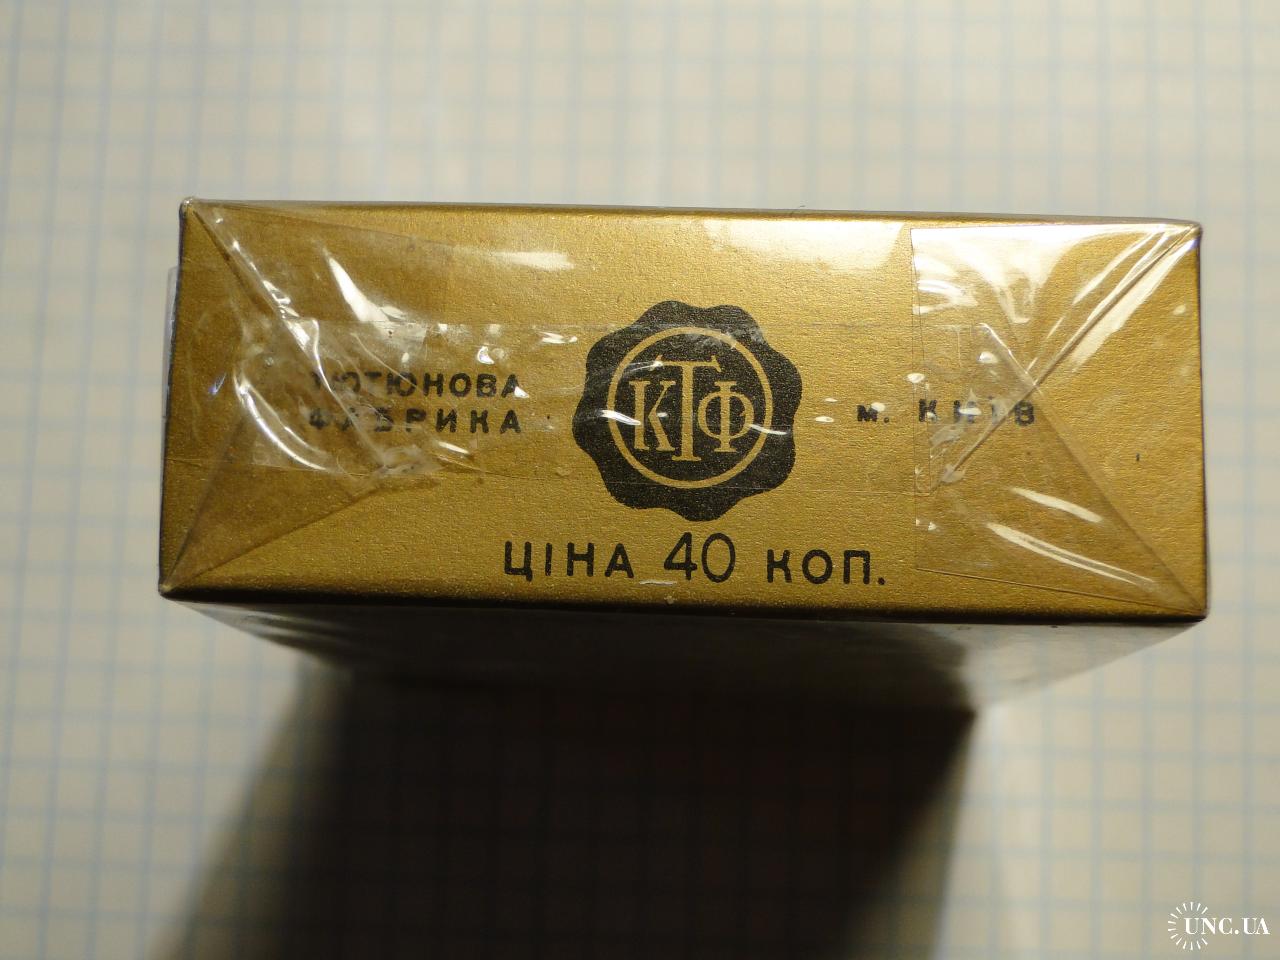 ТЮТЮНОВА
ФАБРИКА
КТФ
м. КИЇВ
ЦІНА 40 КОП.
UNC.UA